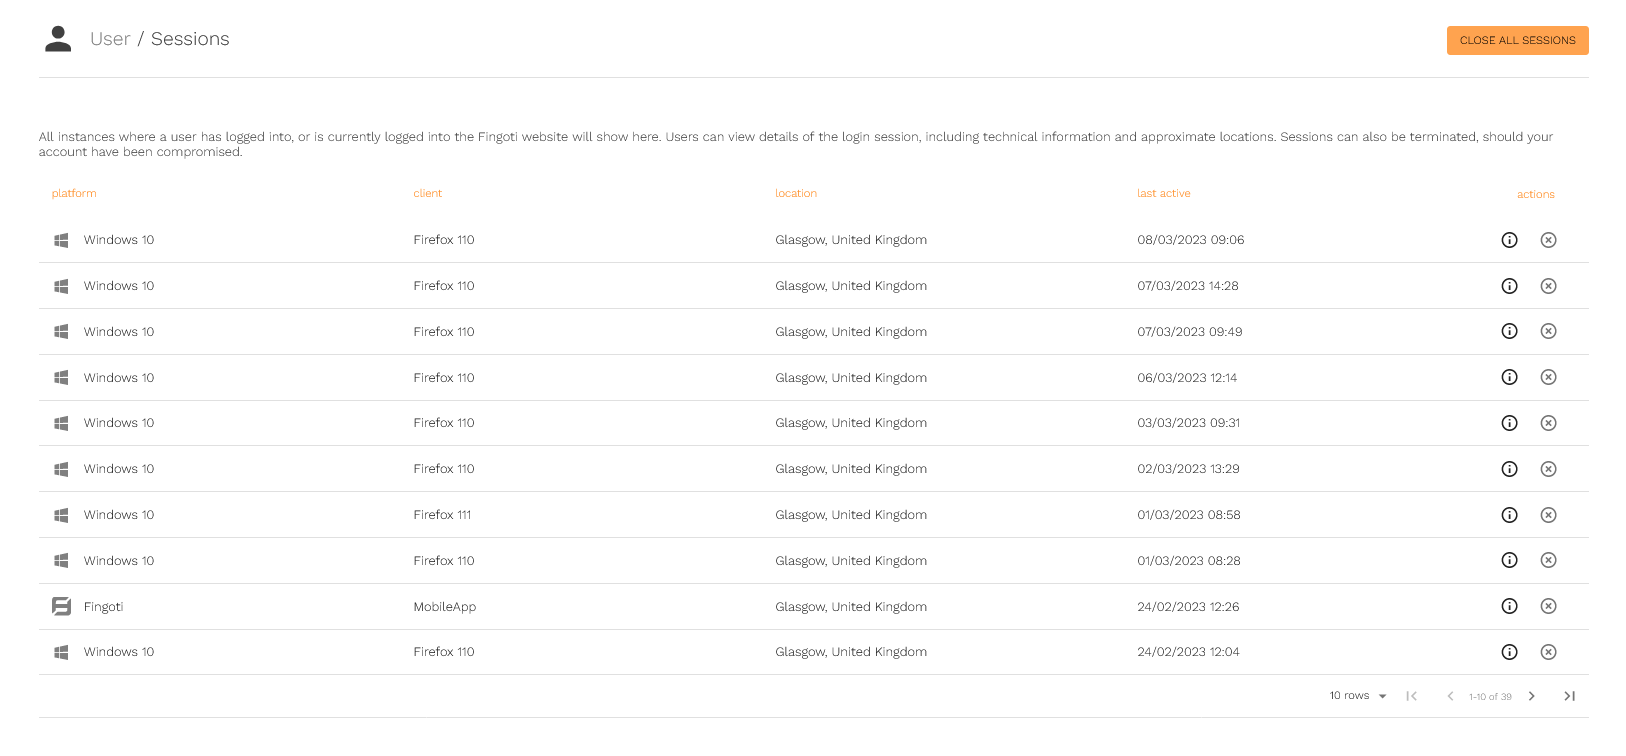 User / Sessions
CLOSE ALL SESSIONS
All instances where a user has logged into, or is currently logged into the Fingoti website will show here. Users can view details of the login session, including technical information and approximate locations. Sessions can also be terminated, should your
account have been compromised.
platform client location last active actions
Windows 10 Firefox 110 Glasgow, United Kingdom 08/03/2023 09:06
Windows 10 Firefox 110 Glasgow, United Kingdom 07/03/2023 14:28
Windows 10 Firefox 110 Glasgow, United Kingdom 07/03/2023 09:49
Windows 10 Firefox 110 Glasgow, United Kingdom 06/03/2023 12:14
Windows 10 Firefox 110 Glasgow, United Kingdom 03/03/2023 09:31
Windows 10 Firefox 110 Glasgow, United Kingdom 02/03/2023 13:29
Windows 10 Firefox 111 Glasgow, United Kingdom 01/03/2023 08:58
Windows 10 Firefox 110 Glasgow, United Kingdom 01/03/2023 08:28
Fingoti MobileApp Glasgow, United Kingdom 24/02/2023 12:26
Windows 10 Firefox 110 Glasgow, United Kingdom 24/02/2023 12:04
10 rows 1-10 of 39